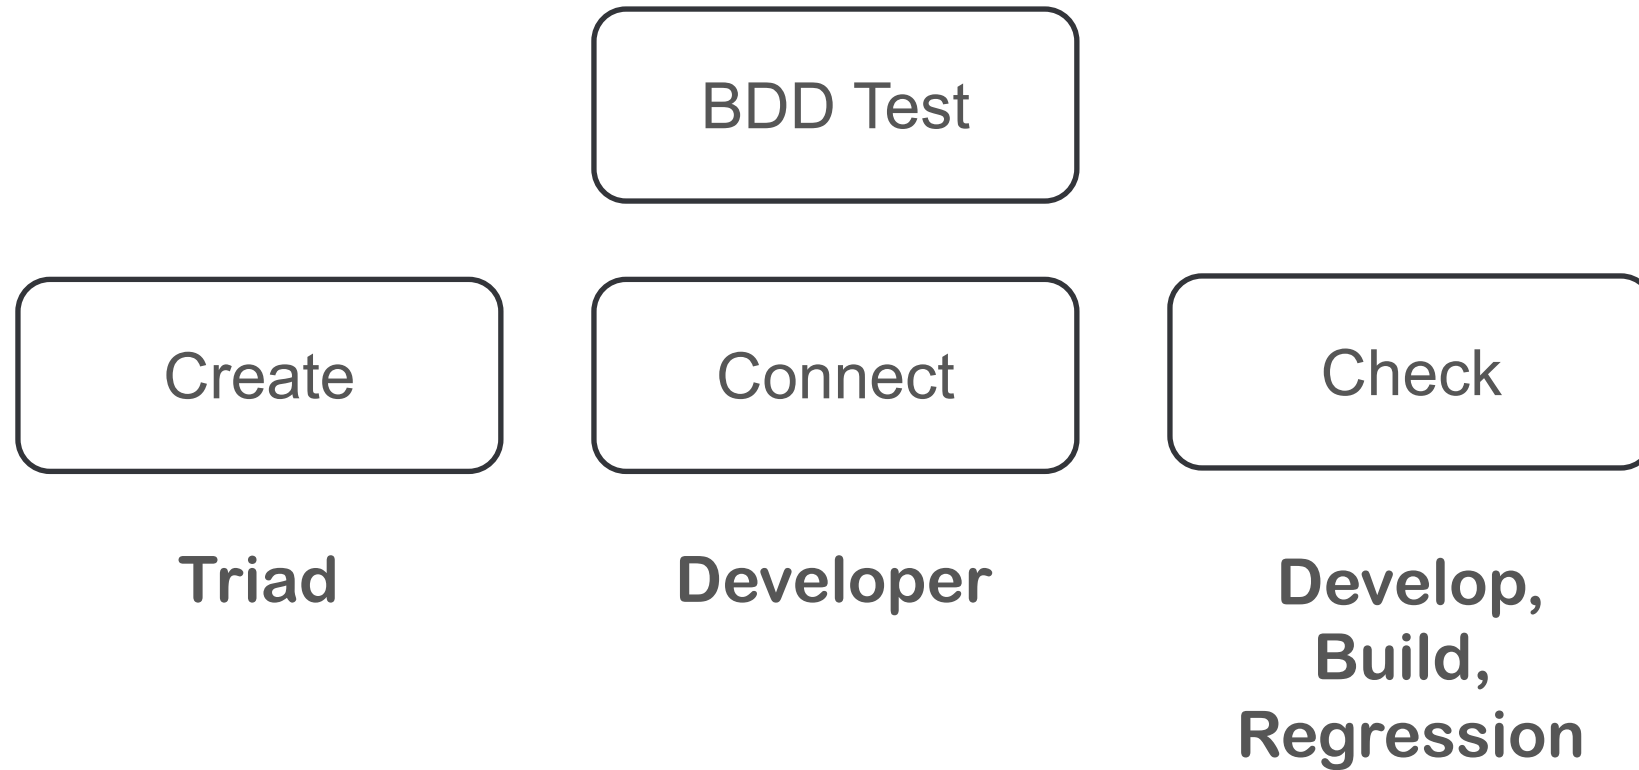 BDD Test
Create
Connect
Check
Triad
Developer
Develop,
Build,
Regression